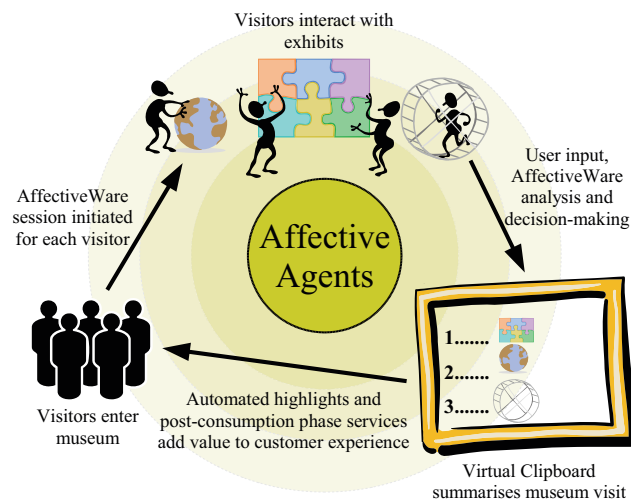 Visitors interact with
exhibits
AffectiveWare
session initiated
for each visitor
User input,
AffectiveWare
analysis and
decision-making
Affective
Agents
1.......
2.......
3.......
Visitors enter
museum
Automated highlights and
post-consumption phase services
add value to customer experience
Virtual Clipboard
summarises museum visit